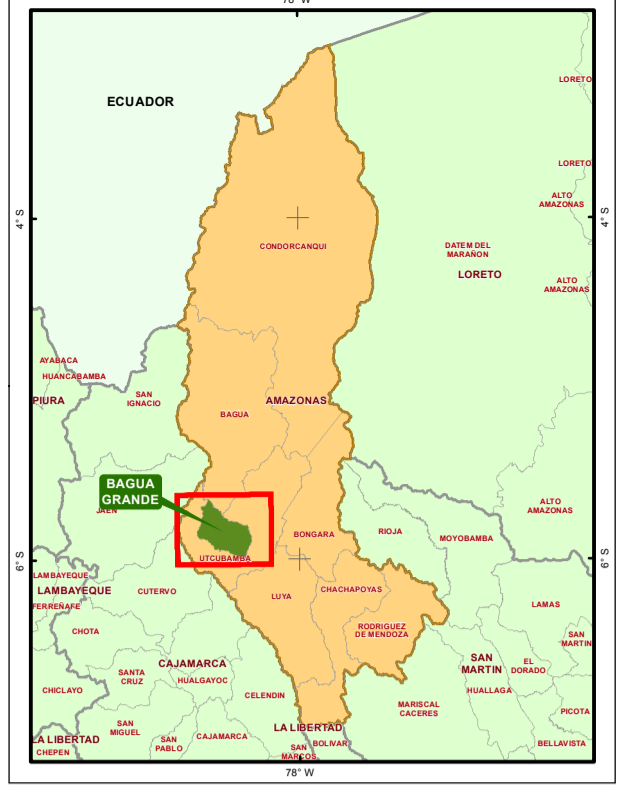 78° W
ECUADOR
LORETO
LORETO
ALTO
AMAZONAS
4° S
4° S
CONDORCANQUI
DATEM DEL
MARAÑON
LORETO
ALTO
AMAZONAS
AYABACA
HUANCABAMBA
PIURA
SAN
IGNACIO
AMAZONAS
BAGUA
BAGUA
GRANDE
JAEN
ALTO
AMAZONAS
BONGARA
RIOJA
MOYOBAMBA
6° S
6° S
UTCUBAMBA
LAMBAYEQUE
LAMBAYEQUE
FERREÑAFE
CUTERVO
LUYA
CHACHAPOYAS
LAMAS
CHOTA
RODRIGUEZ
DE MENDOZA
SAN
MARTIN
CAJAMARCA
SAN
MARTIN
EL
DORADO
SANTA
CRUZ
HUALGAYOC
CHICLAYO
CELENDIN
HUALLAGA
MARISCAL
CACERES
PICOTA
SAN
MIGUEL
LA LIBERTAD
LA LIBERTAD
CHEPEN
SAN
PABLO
CAJAMARCA
SAN
MARCOS
BOLIVAR
BELLAVISTA
78° W